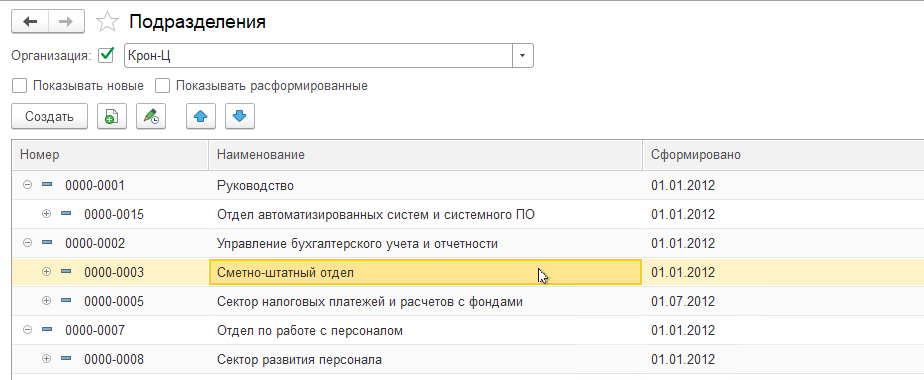 Подразделения
Организация: Крон-Ц
Показывать новые Показывать расформированные
Создать
Номер Наименование Сформировано
0000-0001 Руководство 01.01.2012
0000-0015 Отдел автоматизированных систем и системного ПО 01.01.2012
0000-0002 Управление бухгалтерского учета и отчетности 01.01.2012
0000-0003 Сметно-штатный отдел 01.01.2012
0000-0005 Сектор налоговых платежей и расчетов с фондами 01.07.2012
0000-0007 Отдел по работе с персоналом 01.01.2012
0000-0008 Сектор развития персонала 01.01.2012